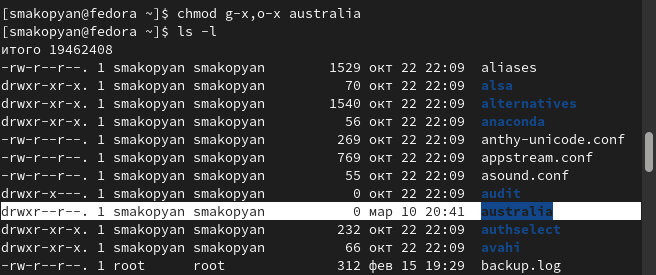 [smakopyan@fedora ~]$ chmod g-x,o-x australia
[smakopyan@fedora ~]$ ls -l
итого 19462408
-rw-r--r--. 1 smakopyan smakopyan 1529 окт 22 22:09 aliases
drwxr-xr-x. 1 smakopyan smakopyan 70 окт 22 22:09 alsa
drwxr-xr-x. 1 smakopyan smakopyan 1540 окт 22 22:09 alternatives
drwxr-xr-x. 1 smakopyan smakopyan 56 окт 22 22:09 anaconda
-rw-r--r--. 1 smakopyan smakopyan 269 окт 22 22:09 anthy-unicode.conf
-rw-r--r--. 1 smakopyan smakopyan 769 окт 22 22:09 appstream.conf
-rw-r--r--. 1 smakopyan smakopyan 55 окт 22 22:09 asound.conf
drwxr-x---. 1 smakopyan smakopyan 0 окт 22 22:09 audit
drwxr--r--. 1 smakopyan smakopyan 0 мар 10 20:41 australia
drwxr-xr-x. 1 smakopyan smakopyan 232 окт 22 22:09 authselect
drwxr-xr-x. 1 smakopyan smakopyan 66 окт 22 22:09 avahi
-rw-r--r--. 1 root root 312 фев 15 19:29 backup.log